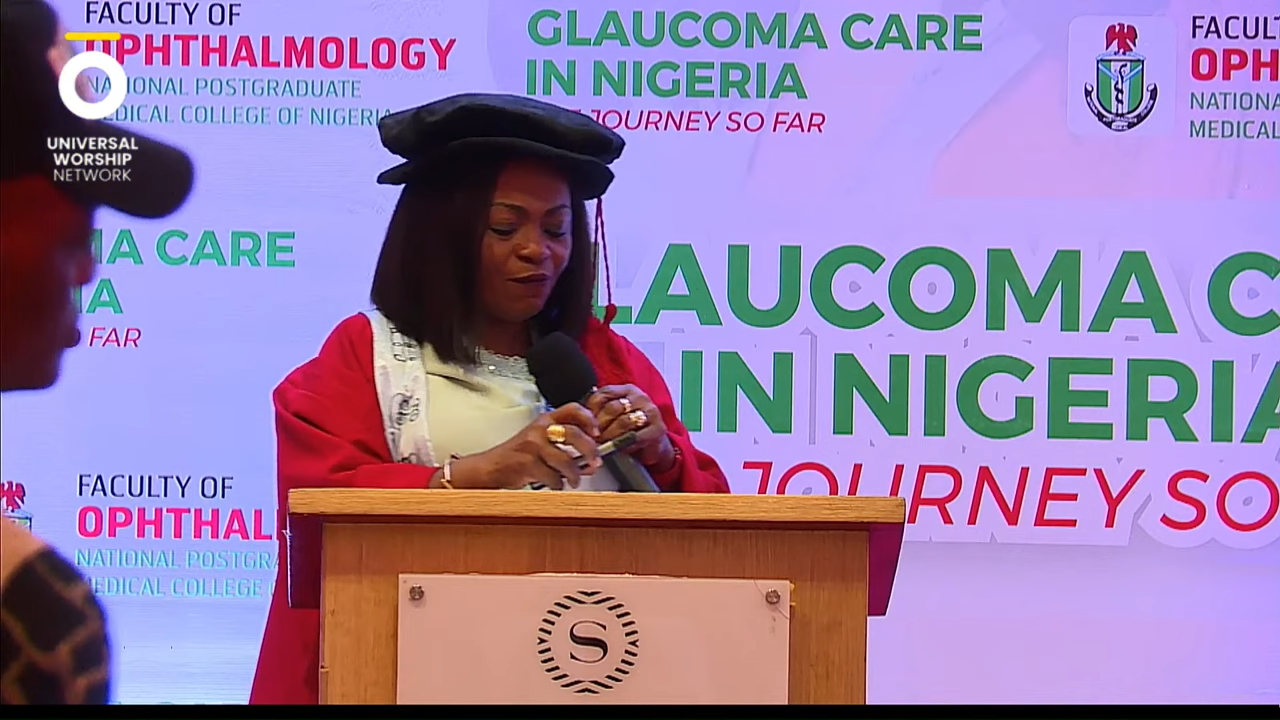 FACULTY OF
OPHTHALMOLOGY
NATIONAL POSTGRADUATE
MEDICAL COLLEGE OF NIGERIA
UNIVERSAL
WORSHIP
NETWORK
GLAUCOMA CARE
IN NIGERIA
JOURNEY SO FAR
FACUL
OPH
NATIONA
MEDICAL
MA CARE
IA
FAR
LAUCOMA C
IN NIGERIA
JOURNEY SO
FACULTY OF
OPHTHAL
NATIONAL POSTGRA
MEDICAL COLLEGE
S